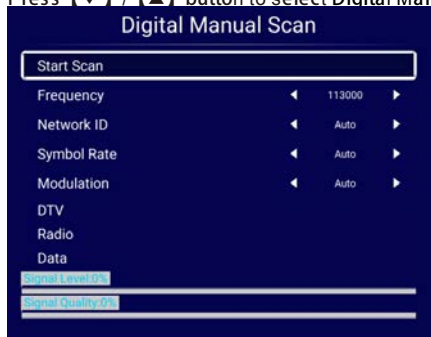 Digital Manual Scan
Start Scan
Frequency 113000
Network ID Auto
Symbol Rate Auto
Modulation Auto
DTV
Radio
Data
Signal Level:0%
Signal Quality:0%